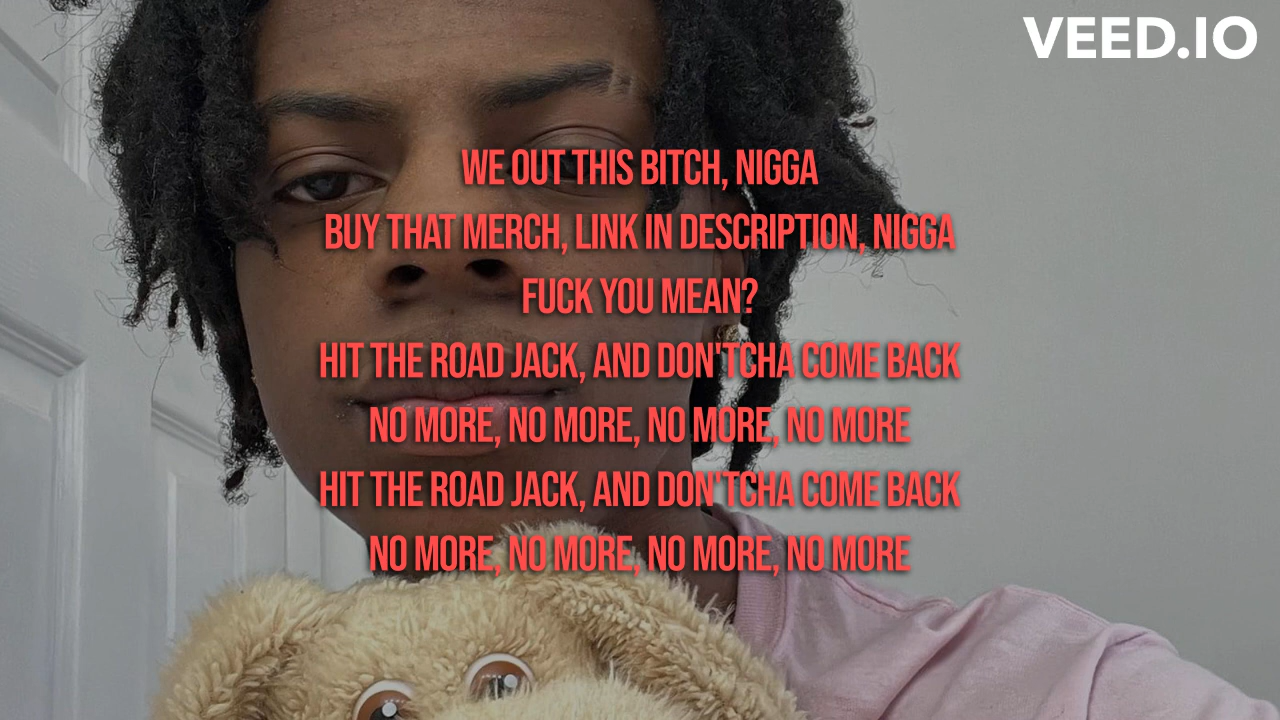 VEED.IO
WE OUT THIS BITCH, NIGGA
BUY THAT MERCH, LINK IN DESCRIPTION, NIGGA
FUCK YOU MEAN?
HIT THE ROAD JACK, AND DON'TCHA COME BACK
NO MORE, NO MORE, NO MORE, NO MORE
HIT THE ROAD JACK, AND DON'TCHA COME BACK
NO MORE, NO MORE, NO MORE, NO MORE